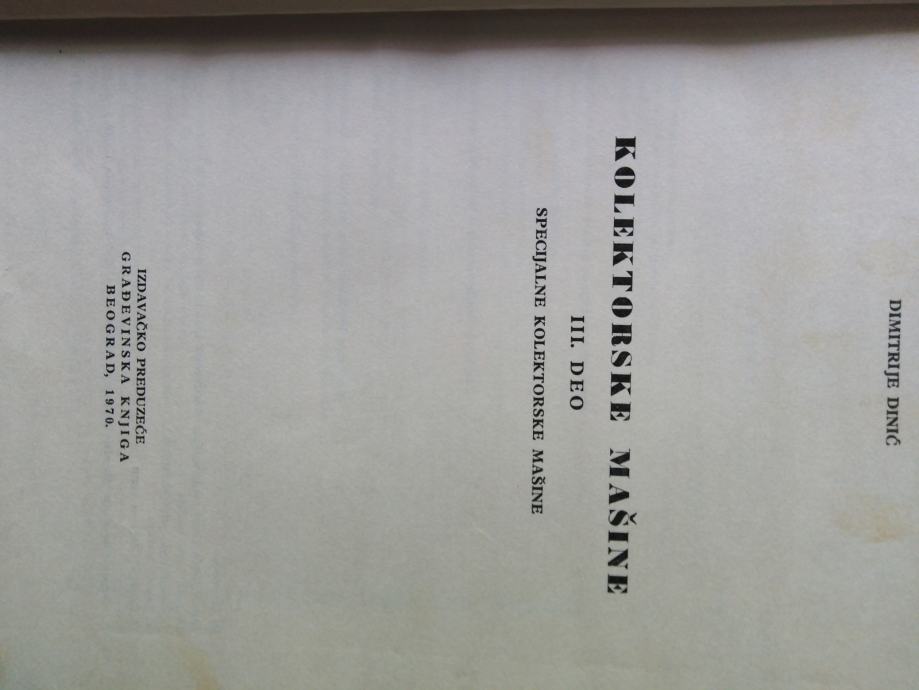 DIMITRIJE DINIĆ
KOLEKTORSKE MAŠINE
III. DEO
SPECIJALNE KOLEKTORSKE MAŠINE
IZDAVAČKO PREDUZEĆE
GRAĐEVINSKA KNJIGA
BEOGRAD, 1970.